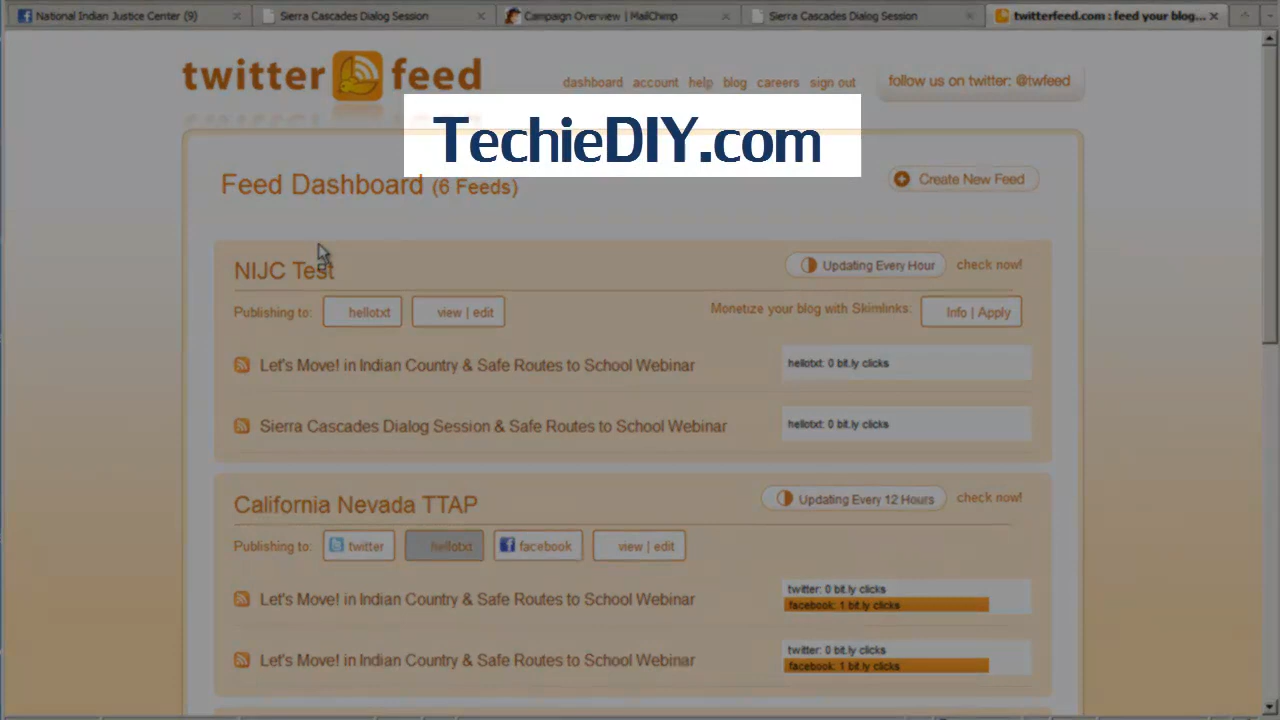 National Indian Justice Center (9)
Sierra Cascades Dialog Session
Campaign Overview | MailChimp
Sierra Cascades Dialog Session
twitterfeed.com : feed your blog...
twitter feed
dashboard account help blog careers sign out
follow us on twitter: @twfeed
TechieDIY.com
Feed Dashboard (6 Feeds)
Create New Feed
NIJC Test
Updating Every Hour
check now!
Publishing to:
hellotxt
view | edit
Monetize your blog with Skimlinks:
Info | Apply
Let's Move! in Indian Country & Safe Routes to School Webinar
hellotxt: 0 bit.ly clicks
Sierra Cascades Dialog Session & Safe Routes to School Webinar
hellotxt: 0 bit.ly clicks
California Nevada TTAP
Updating Every 12 Hours
check now!
Publishing to:
twitter
hellotxt
facebook
view | edit
Let's Move! in Indian Country & Safe Routes to School Webinar
twitter: 0 bit.ly clicks
facebook: 1 bit.ly clicks
Let's Move! in Indian Country & Safe Routes to School Webinar
twitter: 0 bit.ly clicks
facebook: 1 bit.ly clicks